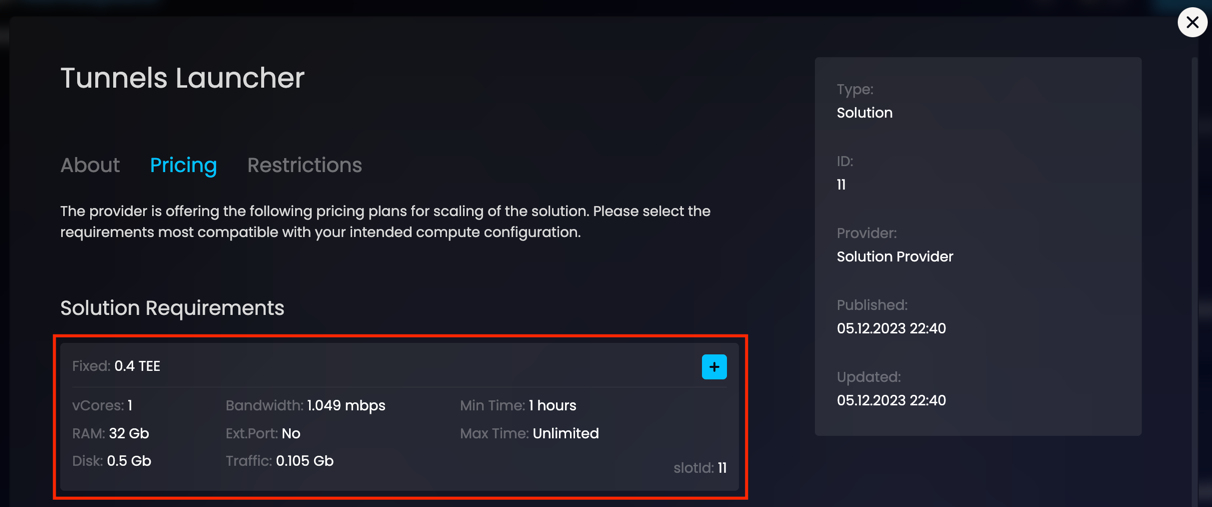 Tunnels Launcher
About Pricing Restrictions
The provider is offering the following pricing plans for scaling of the solution. Please select the
requirements most compatible with your intended compute configuration.
Solution Requirements
Fixed: 0.4 TEE
+
vCores: 1 Bandwidth: 1.049 mbps Min Time: 1 hours
RAM: 32 Gb Ext.Port: No Max Time: Unlimited
Disk: 0.5 Gb Traffic: 0.105 Gb
slotId: 11
Type:
Solution
ID:
11
Provider:
Solution Provider
Published:
05.12.2023 22:40
Updated:
05.12.2023 22:40